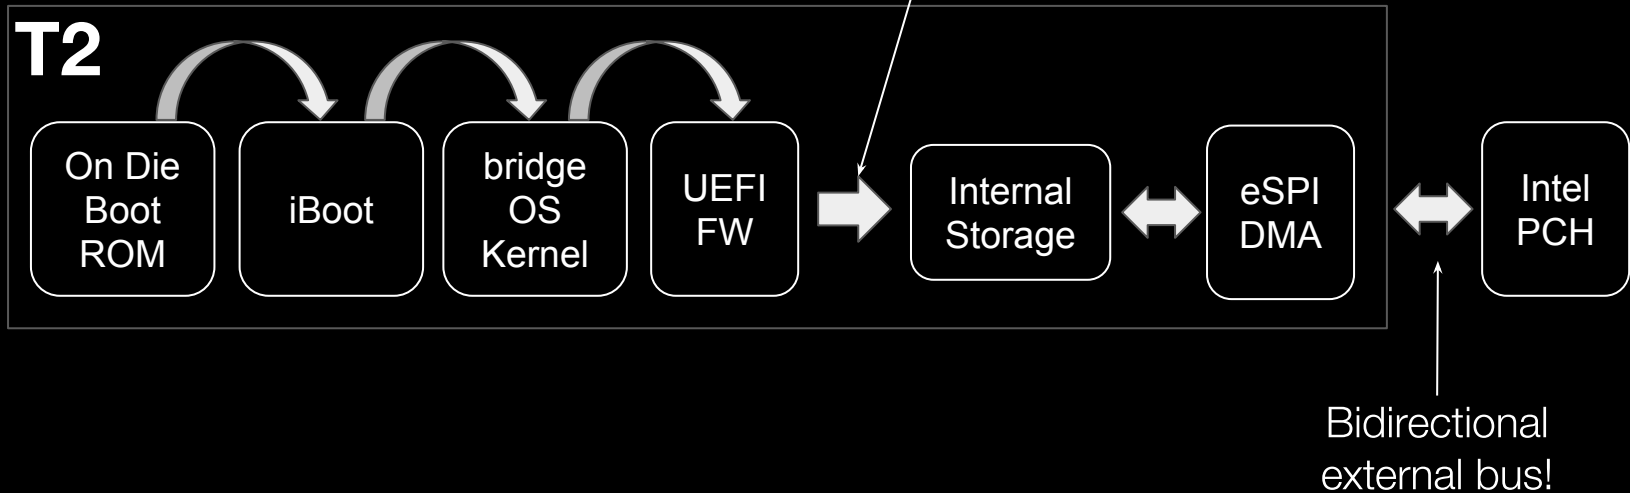 T2
On Die
Boot
ROM
iBoot
bridge
OS
Kernel
UEFI
FW
Internal
Storage
eSPI
DMA
Intel
PCH
Bidirectional
external bus!